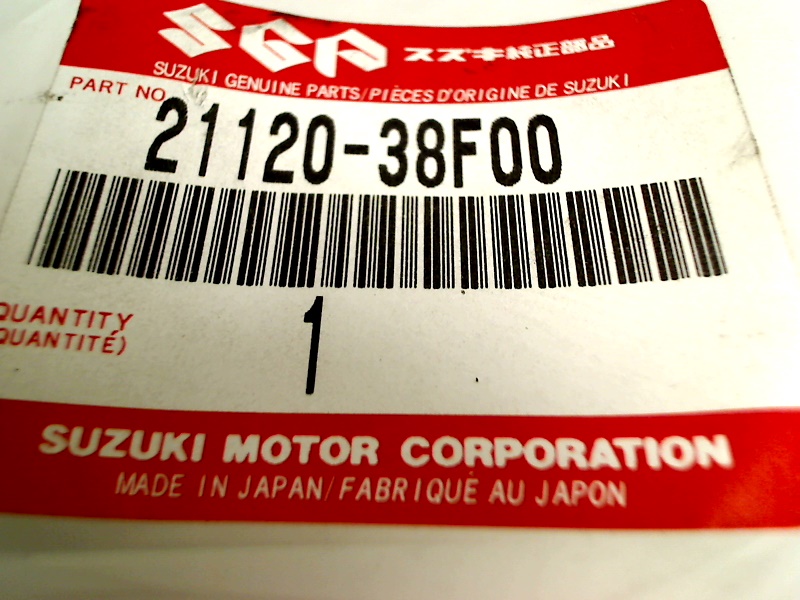 SGP スズキ純正部品
SUZUKI GENUINE PARTS/PIÈCES D'ORIGINE DE SUZUKI
PART NO.
21120-38F00
QUANTITY
QUANTITÉ)
1
SUZUKI MOTOR CORPORATION
MADE IN JAPAN/FABRIQUÉ AU JAPON